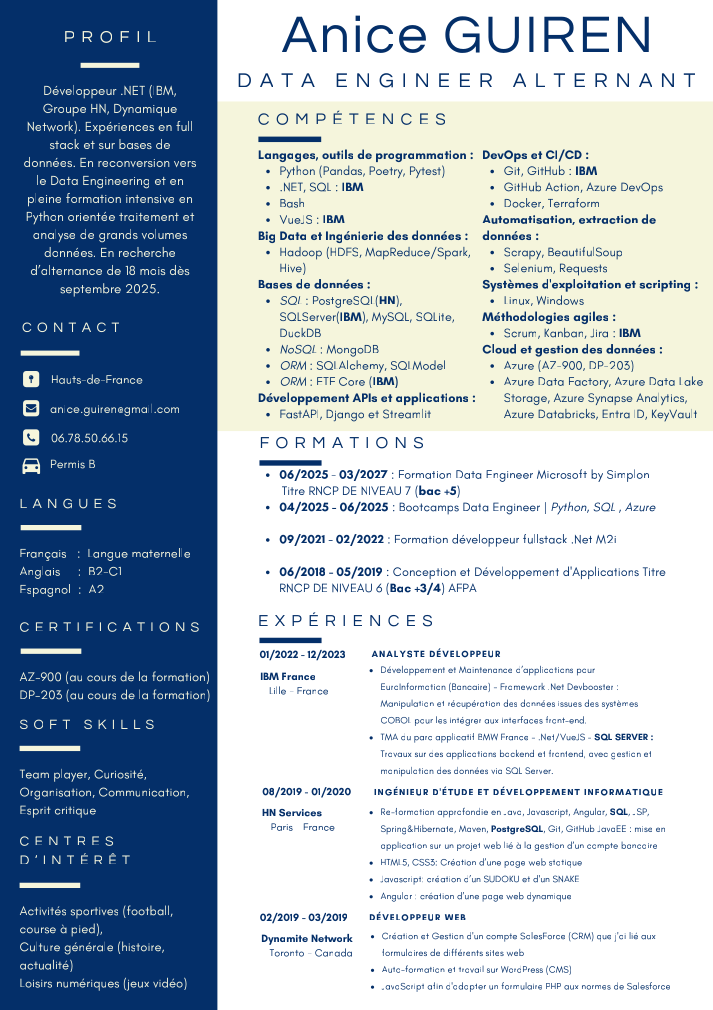 PROFIL
Développeur .NET (IBM,
Groupe HN, Dynamique
Network). Expériences en full
stack et sur bases de
données. En reconversion vers
le Data Engineering et en
pleine formation intensive en
Python orientée traitement et
analyse de grands volumes
données. En recherche
d'alternance de 18 mois dès
septembre 2025.
CONTACT
Hauts-de-France
anice.guiren@gmail.com
06.78.50.66.15
Permis B
LANGUES
Français : Langue maternelle
Anglais : B2-C1
Espagnol : A2
CERTIFICATIONS
AZ-900 (au cours de la formation)
DP-203 (au cours de la formation)
SOFT SKILLS
Team player, Curiosité,
Organisation, Communication,
Esprit critique
CENTRES
D'INTÉRÊT
Activités sportives (football,
course à pied),
Culture générale (histoire,
actualité)
Loisirs numériques (jeux vidéo)
Anice GUIREN
DATA ENGINEER ALTERNANT
COMPÉTENCES
Langages, outils de programmation :
Python (Pandas, Poetry, Pytest)
.NET, SQL : IBM
Bash
VueJS : IBM
Big Data et Ingénierie des données :
Hadoop (HDFS, MapReduce/Spark,
Hive)
Bases de données :
SQL : PostgreSQL(HN),
SQLServer(IBM), MySQL, SQLite,
DuckDB
NoSQL : MongoDB
ORM : SQLAlchemy, SQLModel
ORM : FTF Core (IBM)
Développement APIs et applications :
FastAPI, Django et Streamlit
DevOps et CI/CD :
Git, GitHub : IBM
GitHub Action, Azure DevOps
Docker, Terraform
Automatisation, extraction de
données :
Scrapy, BeautifulSoup
Selenium, Requests
Systèmes d'exploitation et scripting :
Linux, Windows
Méthodologies agiles :
Scrum, Kanban, Jira : IBM
Cloud et gestion des données :
Azure (AZ-900, DP-203)
Azure Data Factory, Azure Data Lake
Storage, Azure Synapse Analytics,
Azure Databricks, Entra ID, KeyVault
FORMATIONS
06/2025 - 03/2027 : Formation Data Engineer Microsoft by Simplon
Titre RNCP DE NIVEAU 7 (bac +5)
04/2025 - 06/2025 : Bootcamps Data Engineer | Python, SQL , Azure
09/2021 - 02/2022 : Formation développeur fullstack .Net M2i
06/2018 - 05/2019 : Conception et Développement d'Applications Titre
RNCP DE NIVEAU 6 (Bac +3/4) AFPA
EXPÉRIENCES
01/2022 - 12/2023
IBM France
Lille - France
ANALYSTE DÉVELOPPEUR
Développement et Maintenance d'applications pour
EuroInformation (Bancaire) - Framework .Net Devbooster :
Manipulation et récupération des données issues des systèmes
COBOL pour les intégrer aux interfaces front-end.
TMA du parc applicatif BMW France - .Net/VueJS - SQL SERVER :
Travaux sur des applications backend et frontend, avec gestion et
manipulation des données via SQL Server.
08/2019 - 01/2020
HN Services
Paris France
INGÉNIEUR D'ÉTUDE ET DÉVELOPPEMENT INFORMATIQUE
Re-formation approfondie en Java, Javascript, Angular, SQL, JSP,
Spring&Hibernate, Maven, PostgreSQL, Git, GitHub JavaEE : mise en
application sur un projet web lié à la gestion d'un compte bancaire
HTML5, CSS3: Création d'une page web statique
Javascript: création d'un SUDOKU et d'un SNAKE
Angular : création d'une page web dynamique
02/2019 - 03/2019
Dynamite Network
Toronto - Canada
DÉVELOPPEUR WEB
Création et Gestion d'un compte SalesForce (CRM) que j'ai lié aux
formulaires de différents sites web
Auto-formation et travail sur WordPress (CMS)
JavaScript afin d'adapter un formulaire PHP aux normes de Salesforce